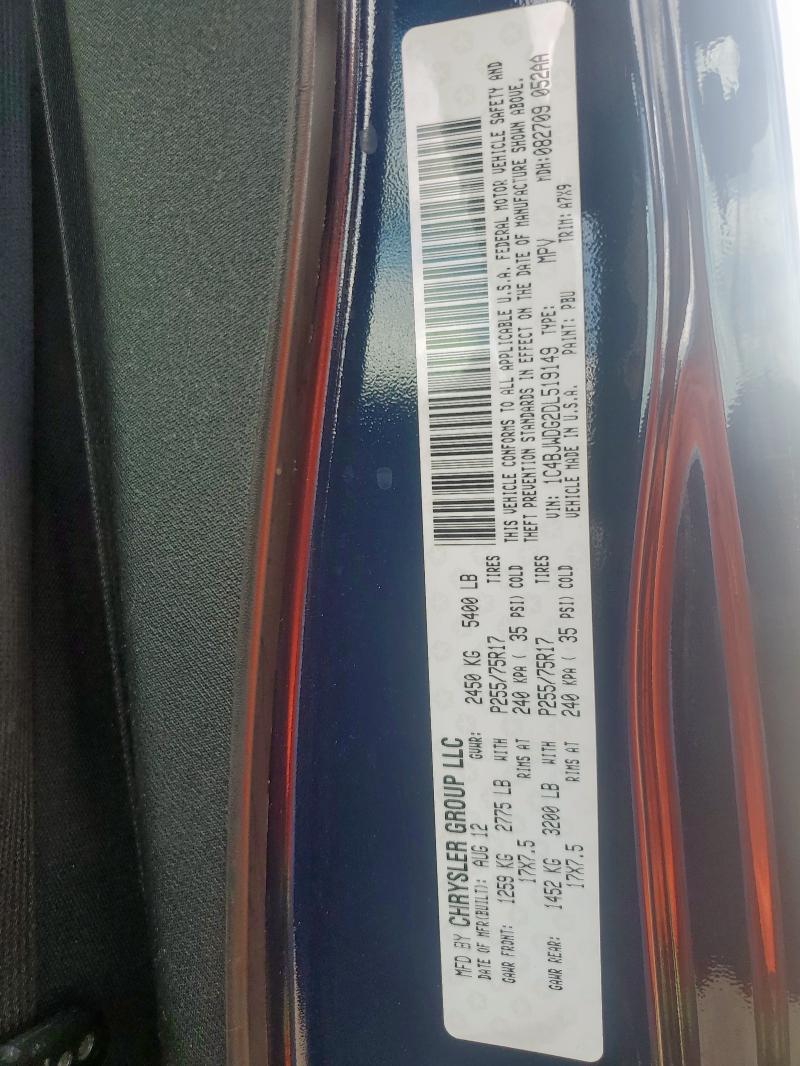 MFD BY CHRYSLER GROUP LLC
DATE OF MFR(BUILT): AUG 12 GVWR: 2450 KG 5400 LB
GAWR FRONT: 1259 KG 2775 LB WITH P255/75R17 TIRES
17X7.5 RIMS AT 240 KPA ( 35 PSI) COLD
GAWR REAR: 1452 KG 3200 LB WITH P255/75R17 TIRES
17X7.5 RIMS AT 240 KPA ( 35 PSI) COLD
THIS VEHICLE CONFORMS TO ALL APPLICABLE U.S.A. FEDERAL MOTOR VEHICLE SAFETY AND
THEFT PREVENTION STANDARDS IN EFFECT ON THE DATE OF MANUFACTURE SHOWN ABOVE.
VIN: 1C4BJWDG2DL519149 TYPE: MPV MDH:082709 052AA
VEHICLE MADE IN U.S.A. PAINT: PBU TRIM: A7X9